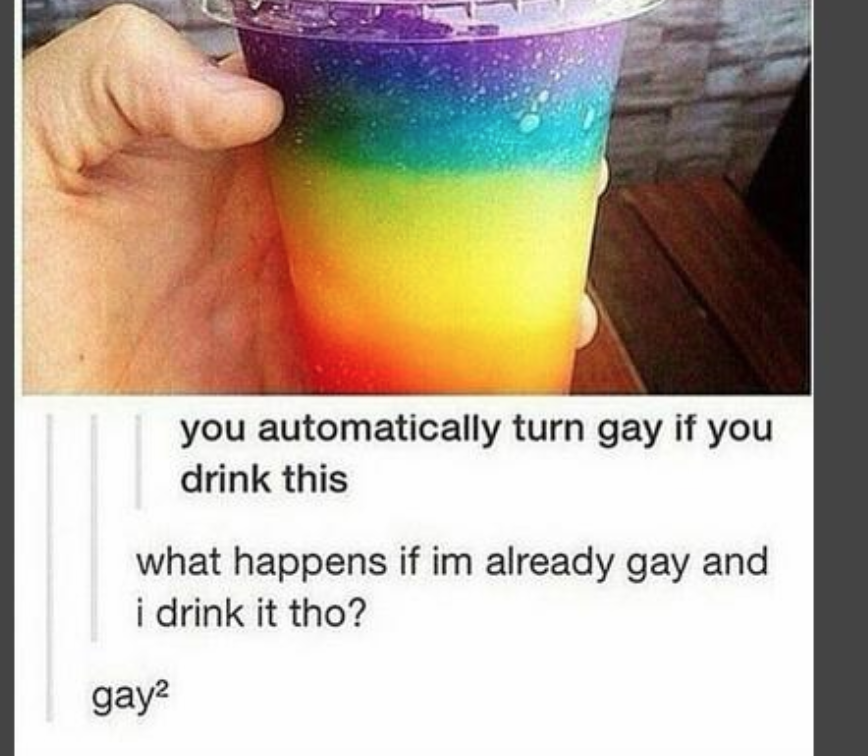 you automatically turn gay if you
drink this
what happens if im already gay and
i drink it tho?
gay²